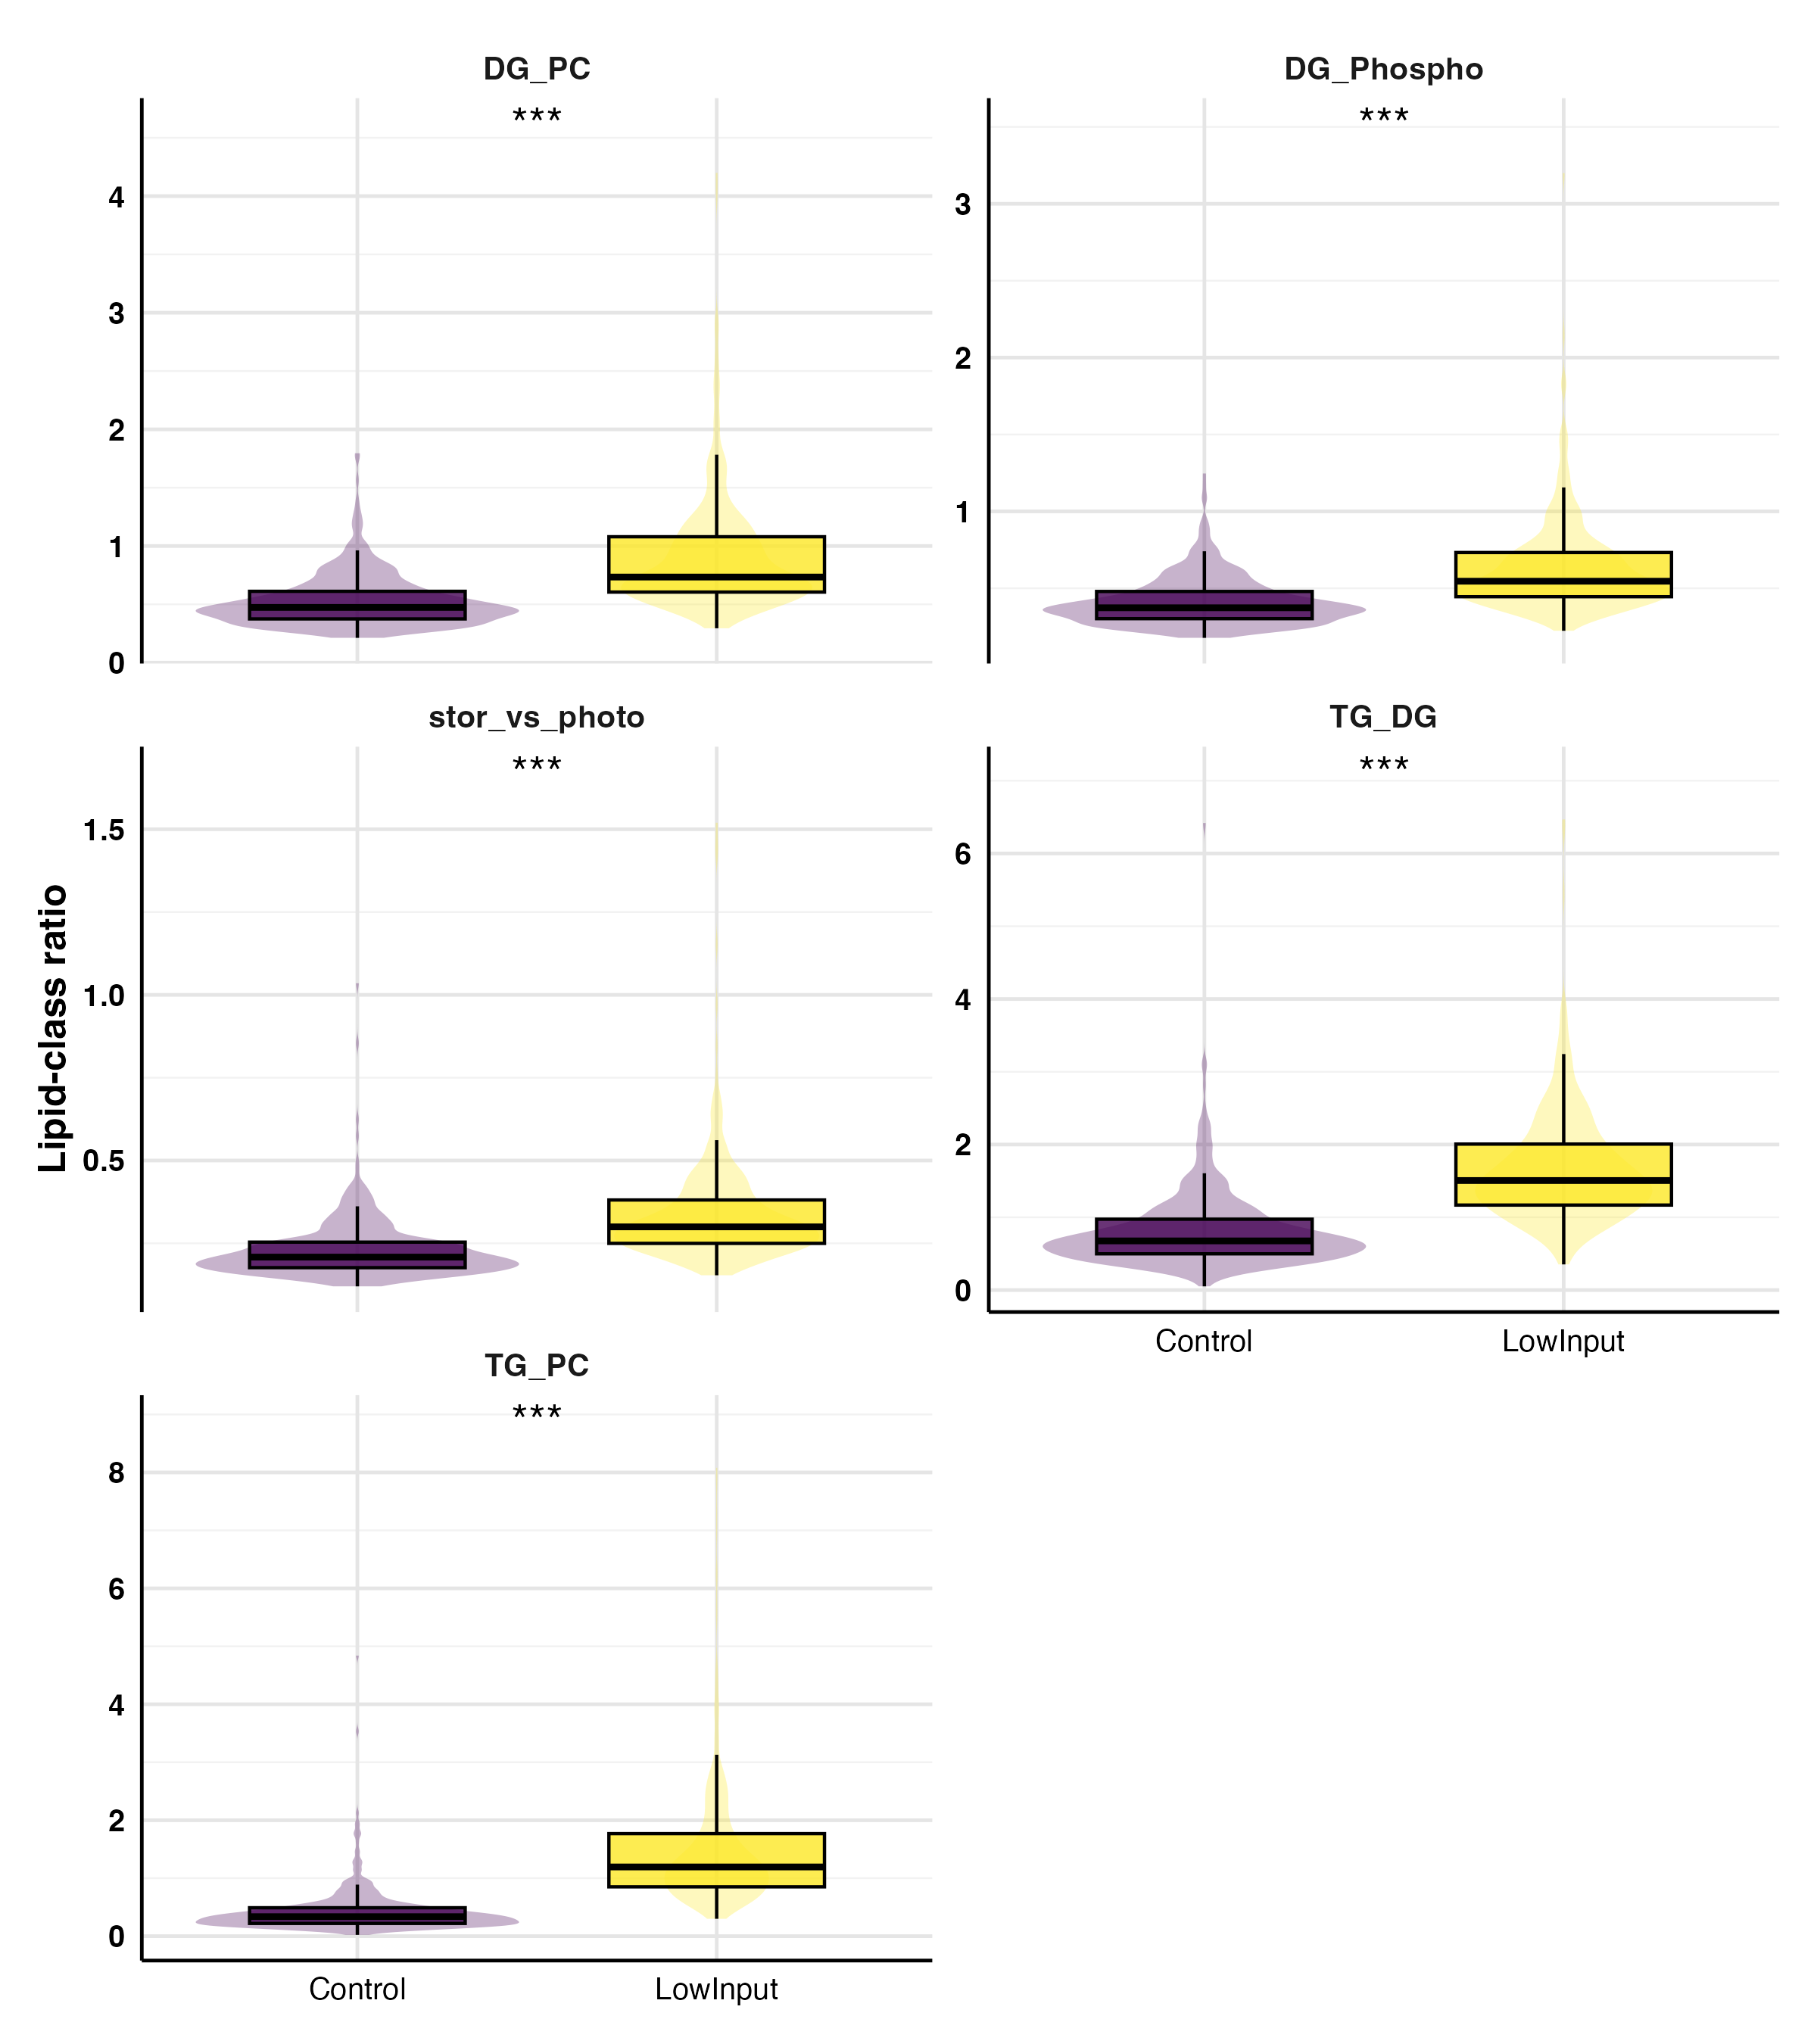 DG_PC
***
4
3
2
1
0
DG_Phospho
***
3
2
1
stor_vs_photo
***
1.5
1.0
0.5
TG_DG
***
6
4
2
0
Control
LowInput
TG_PC
***
8
6
4
2
0
Control
LowInput
Lipid-class ratio